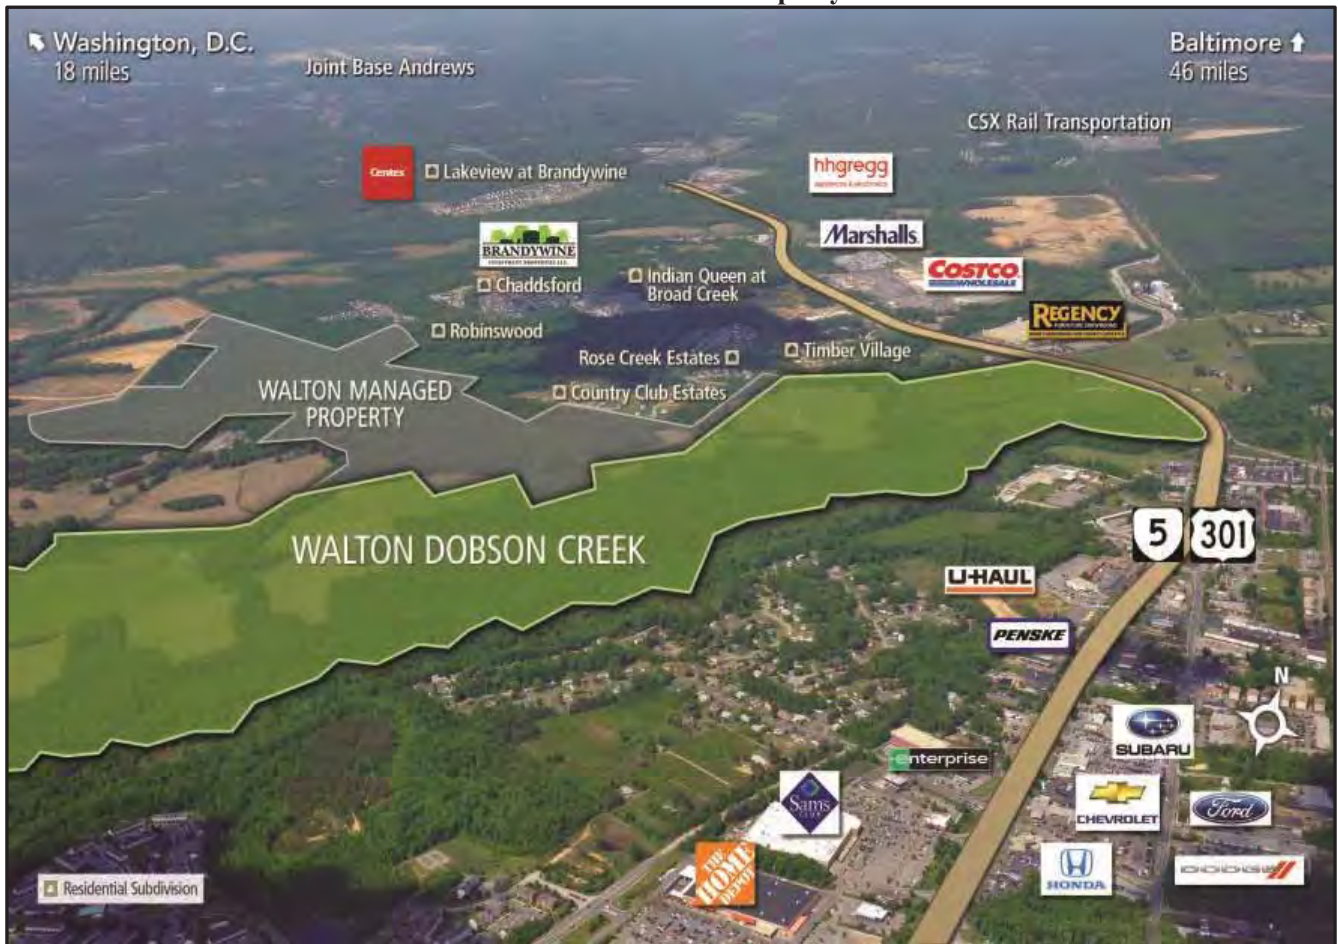 Washington, D.C.
18 miles
Joint Base Andrews
Baltimore
46 miles
CSX Rail Transportation
Centex
Lakeview at Brandywine
hhgregg
Marshalls
BRANDYWINE
COSTCO
WHOLESALE
Chaddsford
Indian Queen at
Broad Creek
REGENCY
Robinswood
Rose Creek Estates
Timber Village
WALTON MANAGED
PROPERTY
Country Club Estates
WALTON DOBSON CREEK
5
301
U-HAUL
PENSKE
N
SUBARU
enterprise
Sam's
CLUB
CHEVROLET
Ford
THE
HOME
DEPOT
HONDA
DODGE
Residential Subdivision